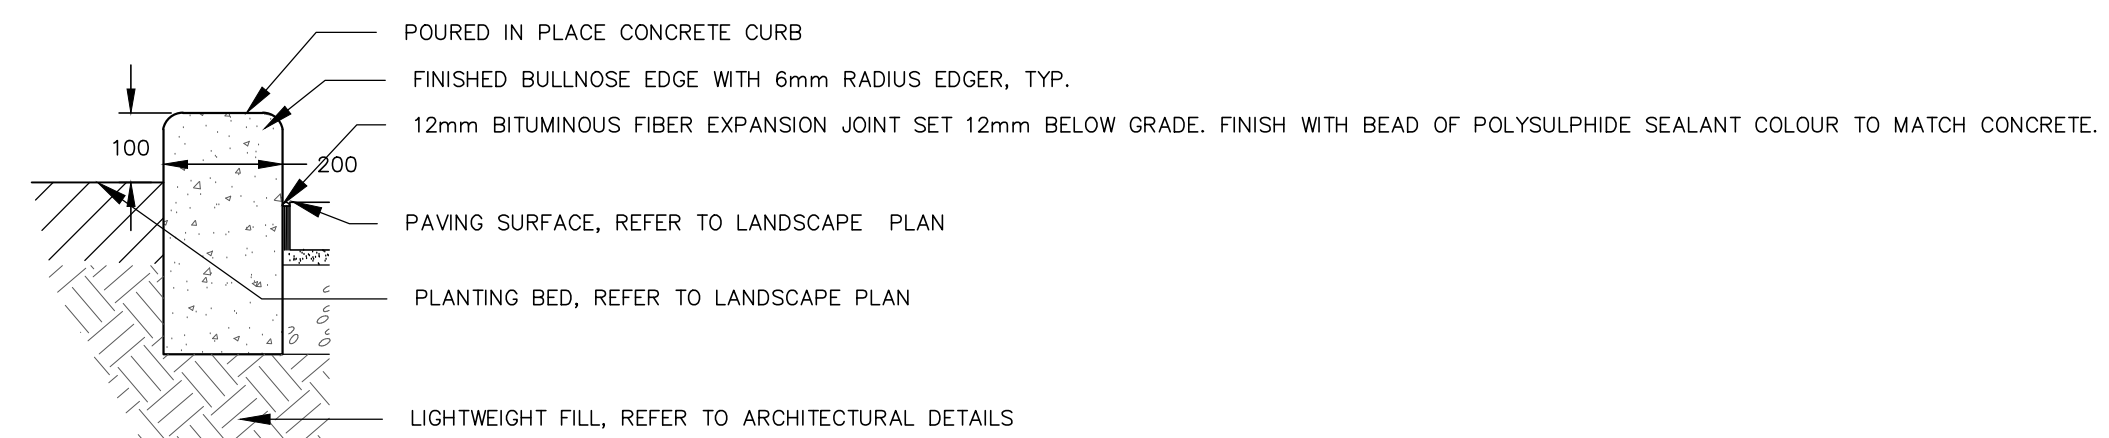 POURED IN PLACE CONCRETE CURB
FINISHED BULLNOSE EDGE WITH 6mm RADIUS EDGER, TYP.
12mm BITUMINOUS FIBER EXPANSION JOINT SET 12mm BELOW GRADE. FINISH WITH BEAD OF POLYSULPHIDE SEALANT COLOUR TO MATCH CONCRETE.
100
200
PAVING SURFACE, REFER TO LANDSCAPE PLAN
PLANTING BED, REFER TO LANDSCAPE PLAN
LIGHTWEIGHT FILL, REFER TO ARCHITECTURAL DETAILS